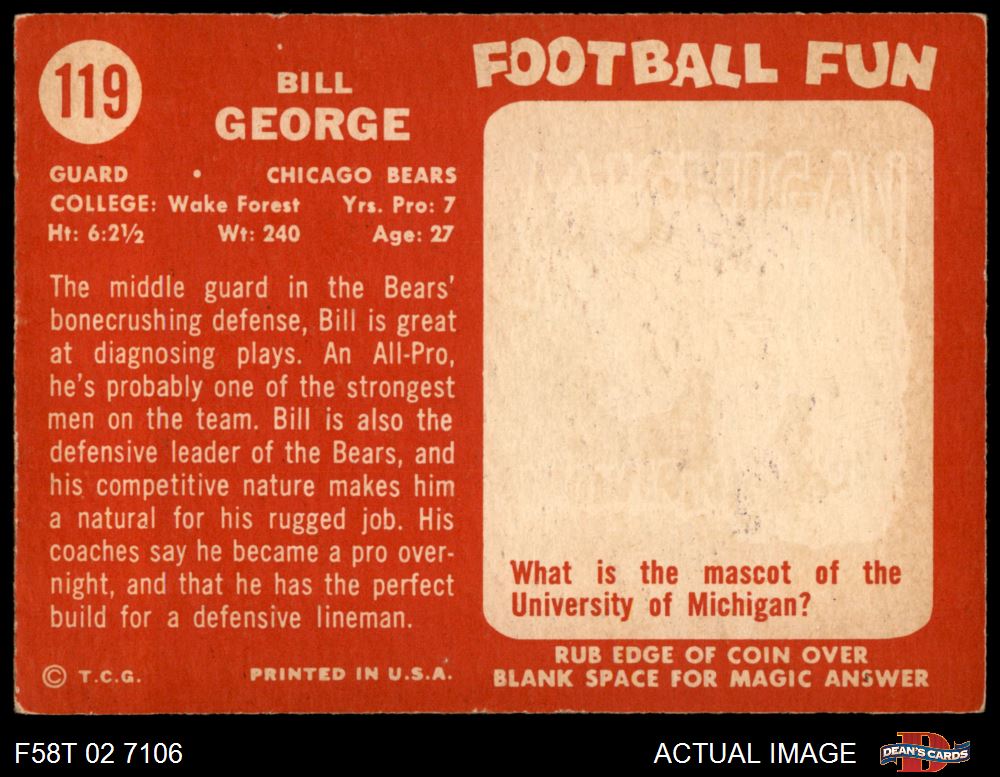 119
BILL
GEORGE
GUARD • CHICAGO BEARS
COLLEGE: Wake Forest Yrs. Pro: 7
Ht: 6:2½ Wt: 240 Age: 27
The middle guard in the Bears'
bonecrushing defense, Bill is great
at diagnosing plays. An All-Pro,
he's probably one of the strongest
men on the team. Bill is also the
defensive leader of the Bears, and
his competitive nature makes him
a natural for his rugged job. His
coaches say he became a pro over-
night, and that he has the perfect
build for a defensive lineman.
© T.C.G. PRINTED IN U.S.A.
FOOTBALL FUN
What is the mascot of the
University of Michigan?
RUB EDGE OF COIN OVER
BLANK SPACE FOR MAGIC ANSWER
F58T 02 7106
ACTUAL IMAGE
DEAN'S CARDS